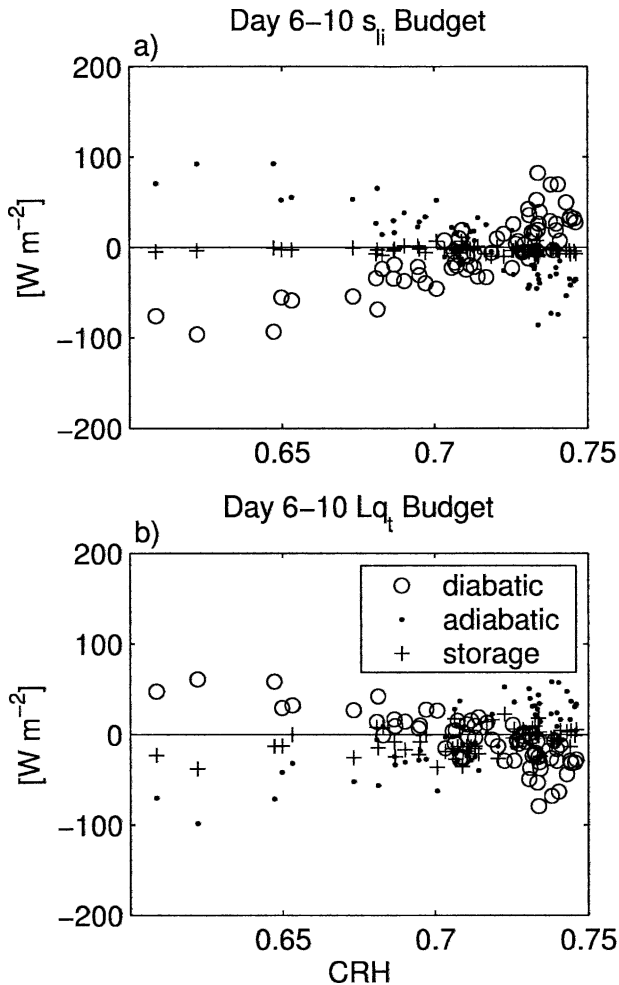 Day 6–10 s_li Budget
a)
200
100
0
−100
−200
[W m⁻²]
0.65
0.7
0.75
Day 6–10 Lq_t Budget
b)
200
100
0
−100
−200
[W m⁻²]
diabatic
adiabatic
storage
0.65
0.7
0.75
CRH